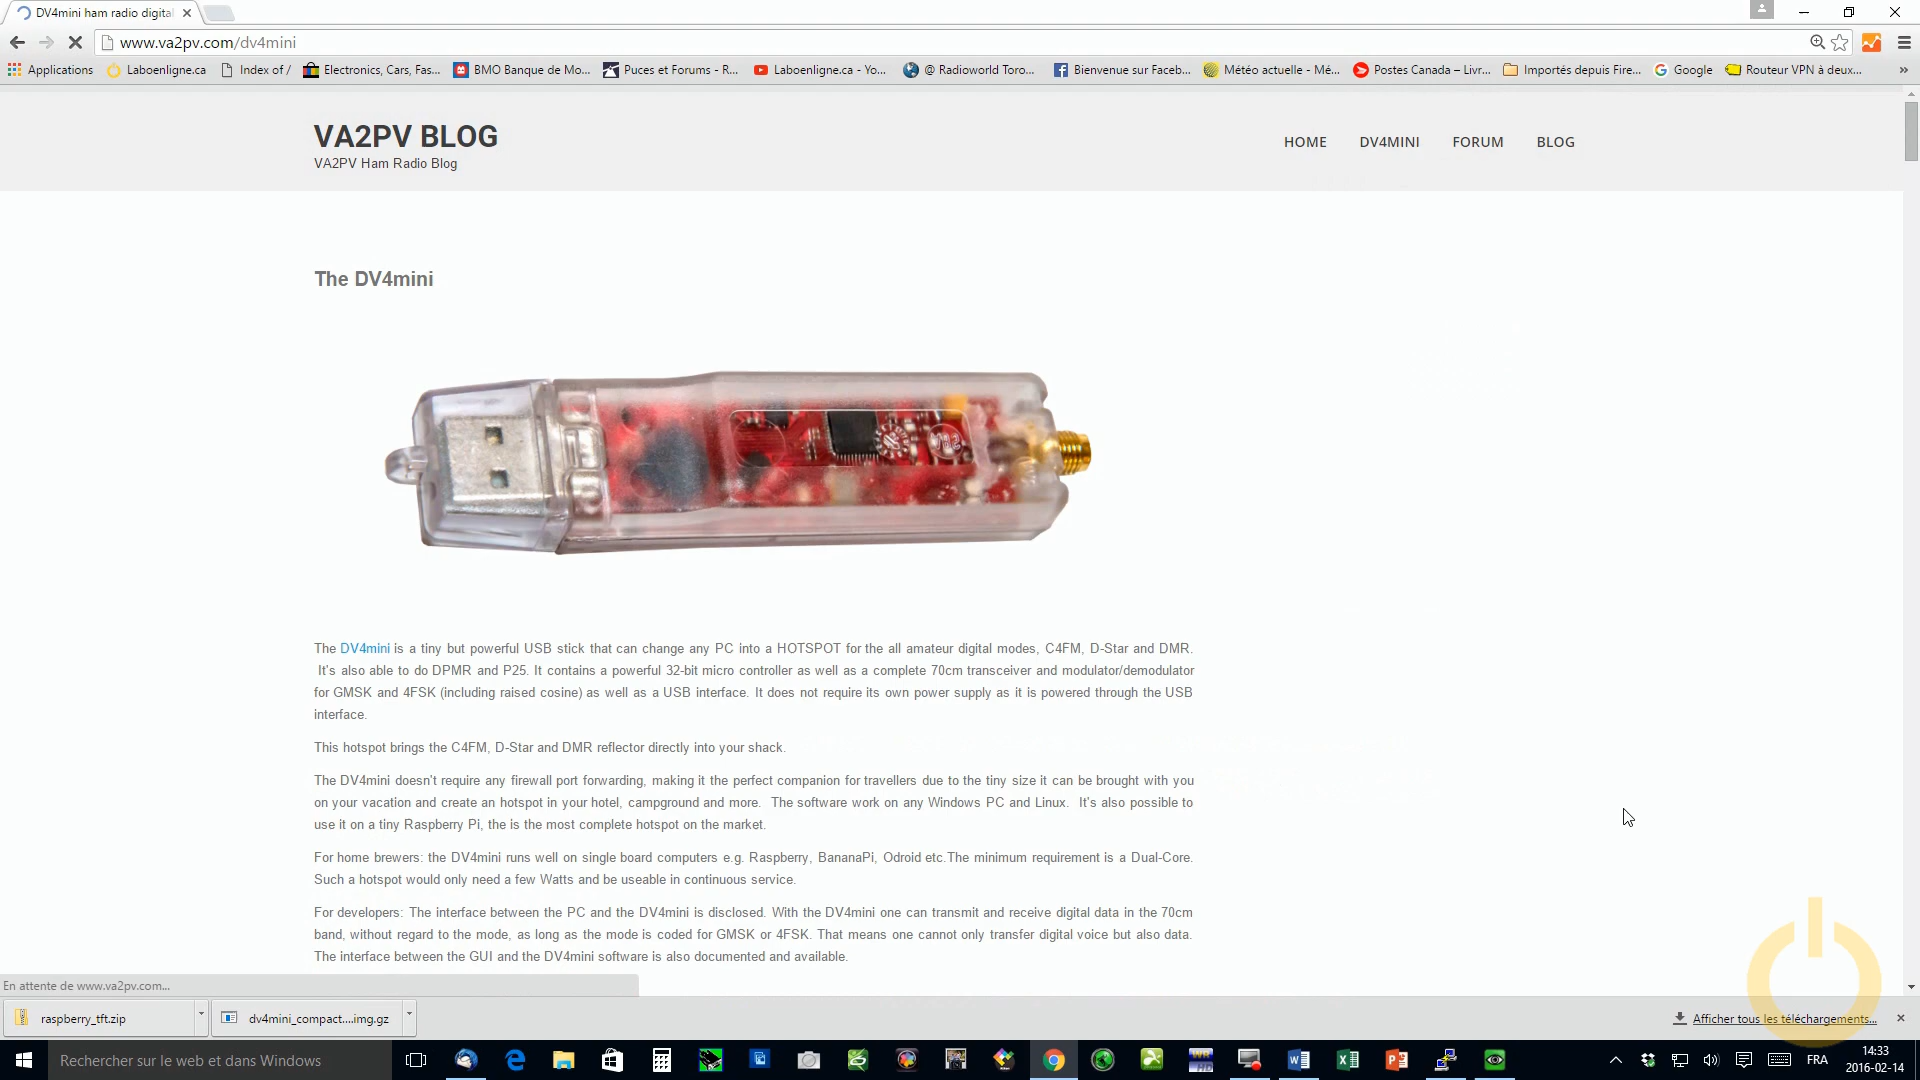 DV4mini ham radio digita
www.va2pv.com/dv4mini
Applications
Laboenligne.ca
Index of /
Electronics, Cars, Fas...
BMO Banque de Mo...
Puces et Forums - R...
Laboenligne.ca - Yo...
@ Radioworld Toro...
Bienvenue sur Faceb...
Météo actuelle - Mé...
Postes Canada – Livr...
Importés depuis Fire...
Google
Routeur VPN à deux...
»
VA2PV BLOG
VA2PV Ham Radio Blog
HOME
DV4MINI
FORUM
BLOG
The DV4mini
The DV4mini is a tiny but powerful USB stick that can change any PC into a HOTSPOT for the all amateur digital modes, C4FM, D-Star and DMR.
It's also able to do DPMR and P25. It contains a powerful 32-bit micro controller as well as a complete 70cm transceiver and modulator/demodulator
for GMSK and 4FSK (including raised cosine) as well as a USB interface. It does not require its own power supply as it is powered through the USB
interface.
This hotspot brings the C4FM, D-Star and DMR reflector directly into your shack.
The DV4mini doesn't require any firewall port forwarding, making it the perfect companion for travellers due to the tiny size it can be brought with you
on your vacation and create an hotspot in your hotel, campground and more. The software work on any Windows PC and Linux. It's also possible to
use it on a tiny Raspberry Pi, the is the most complete hotspot on the market.
For home brewers: the DV4mini runs well on single board computers e.g. Raspberry, BananaPi, Odroid etc.The minimum requirement is a Dual-Core.
Such a hotspot would only need a few Watts and be useable in continuous service.
For developers: The interface between the PC and the DV4mini is disclosed. With the DV4mini one can transmit and receive digital data in the 70cm
band, without regard to the mode, as long as the mode is coded for GMSK or 4FSK. That means one cannot only transfer digital voice but also data.
The interface between the GUI and the DV4mini software is also documented and available.
En attente de www.va2pv.com...
raspberry_tft.zip
dv4mini_compact....img.gz
Afficher tous les téléchargements...
Rechercher sur le web et dans Windows
FRA
14:33
2016-02-14